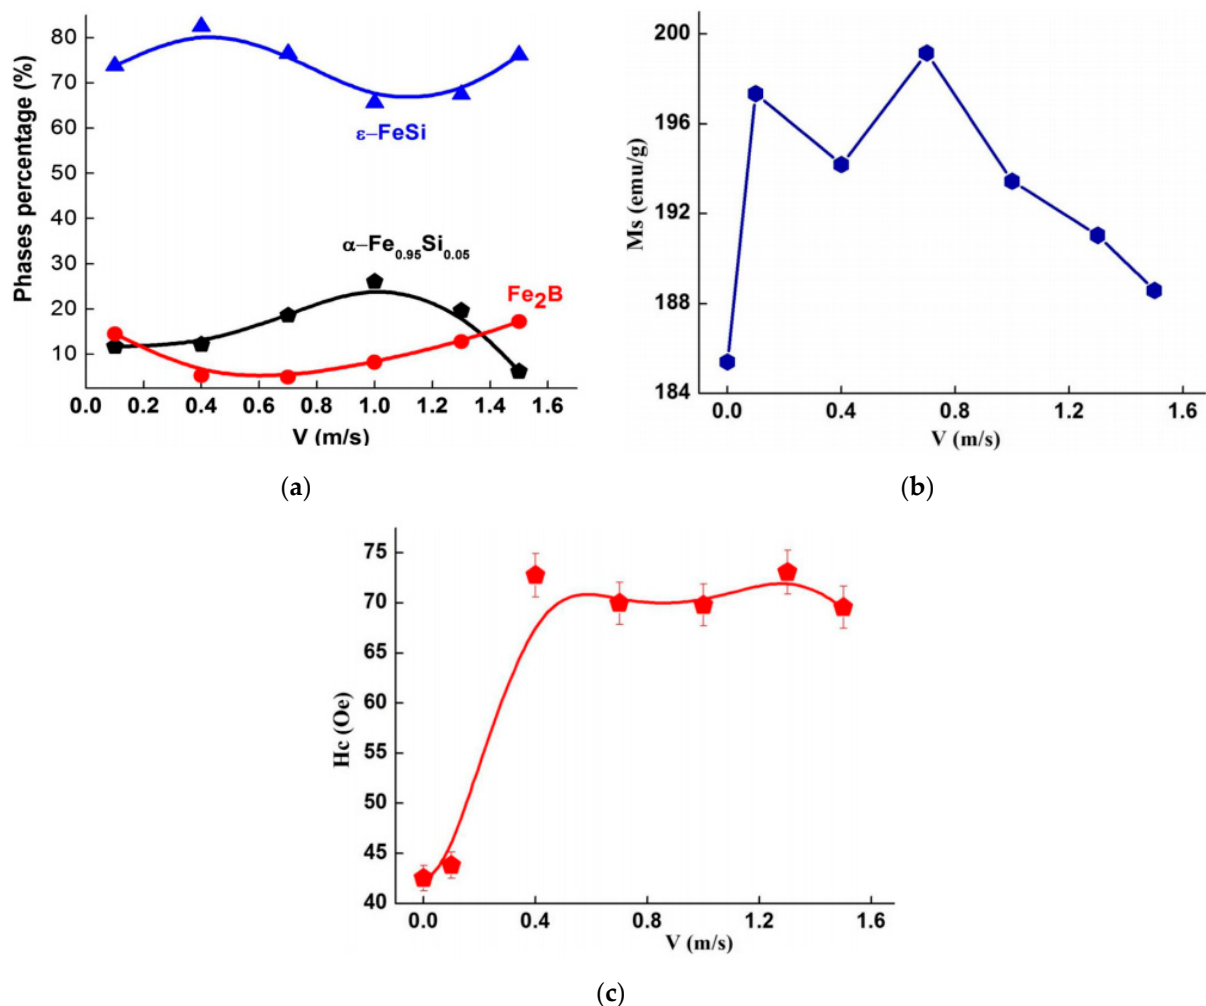 (a)
Phases percentage (%)
80
70
60
50
40
30
20
10
0.0 0.2 0.4 0.6 0.8 1.0 1.2 1.4 1.6
V (m/s)
ε−FeSi
α−Fe0.95Si0.05
Fe2B
(b)
Ms (emu/g)
200
196
192
188
184
0.0 0.4 0.8 1.2 1.6
V (m/s)
(c)
Hc (Oe)
75
70
65
60
55
50
45
40
0.0 0.4 0.8 1.2 1.6
V (m/s)